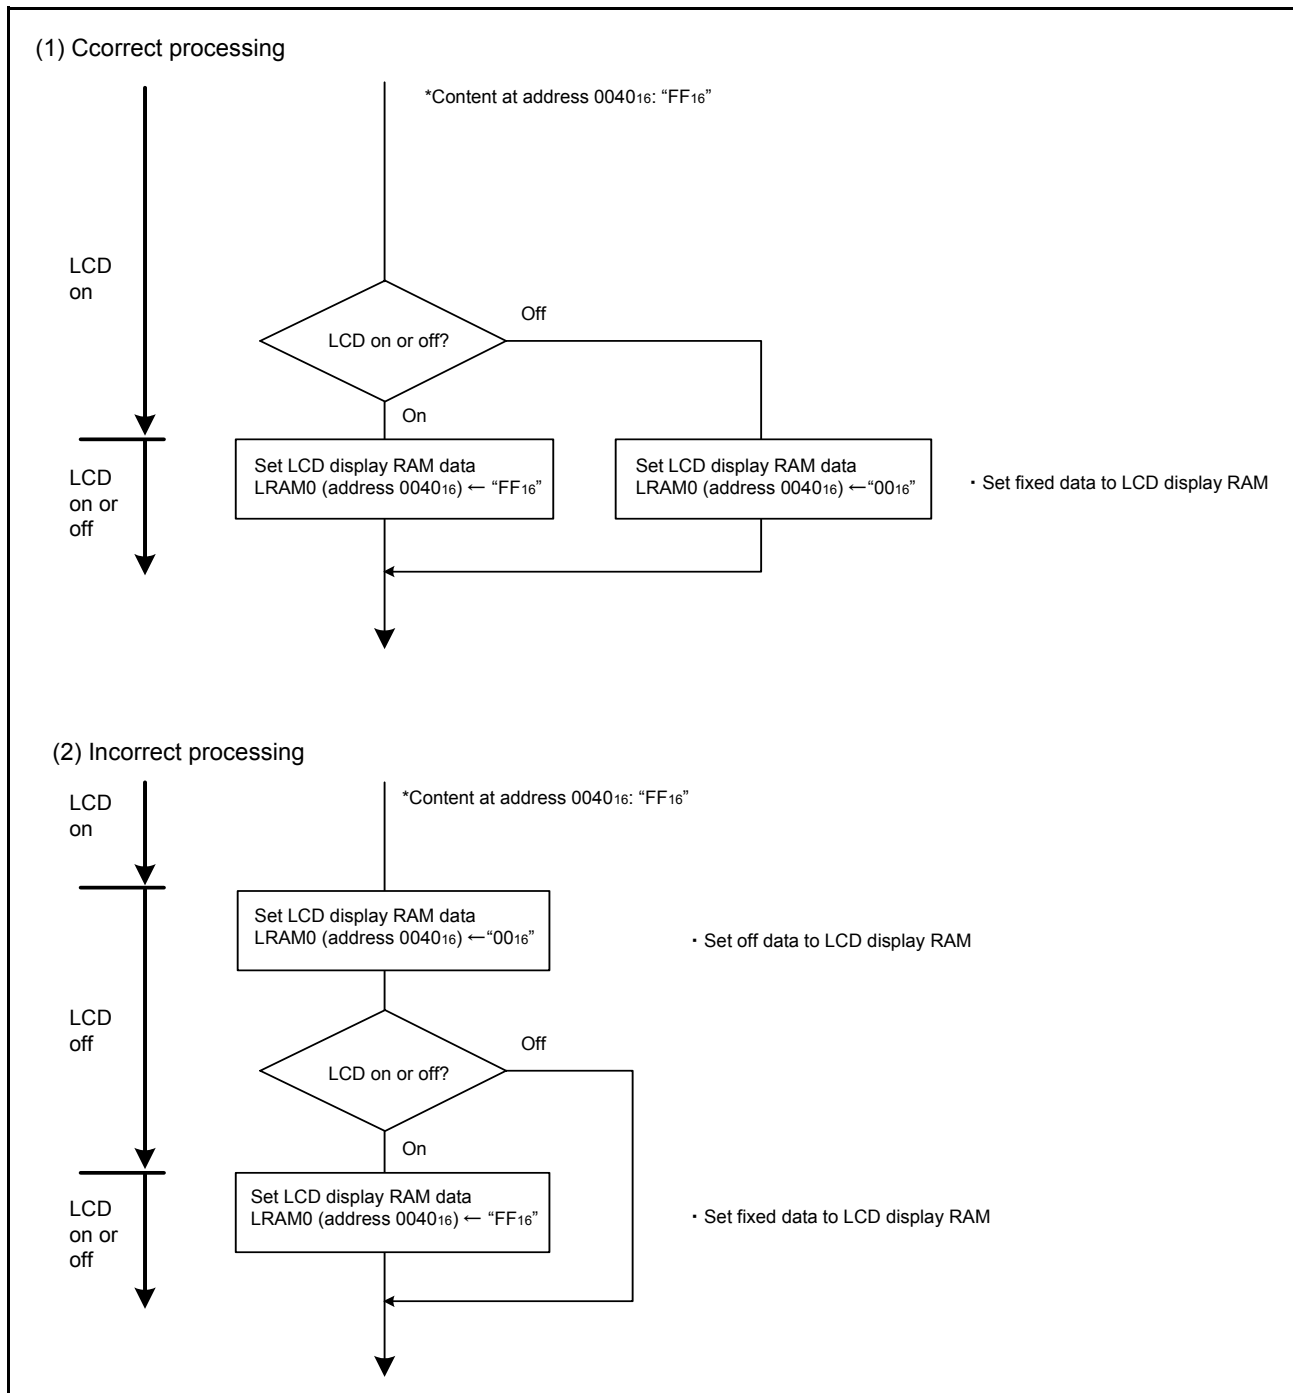 (1) Ccorrect processing
*Content at address 004016: “FF16”
LCD
on
Off
LCD on or off?
On
LCD
on or
off
Set LCD display RAM data
LRAM0 (address 004016) ← “FF16”
Set LCD display RAM data
LRAM0 (address 004016) ←“0016”
・Set fixed data to LCD display RAM
(2) Incorrect processing
LCD
on
*Content at address 004016: “FF16”
Set LCD display RAM data
LRAM0 (address 004016) ←“0016”
・Set off data to LCD display RAM
LCD
off
Off
LCD on or off?
On
LCD
on or
off
Set LCD display RAM data
LRAM0 (address 004016) ← “FF16”
・Set fixed data to LCD display RAM